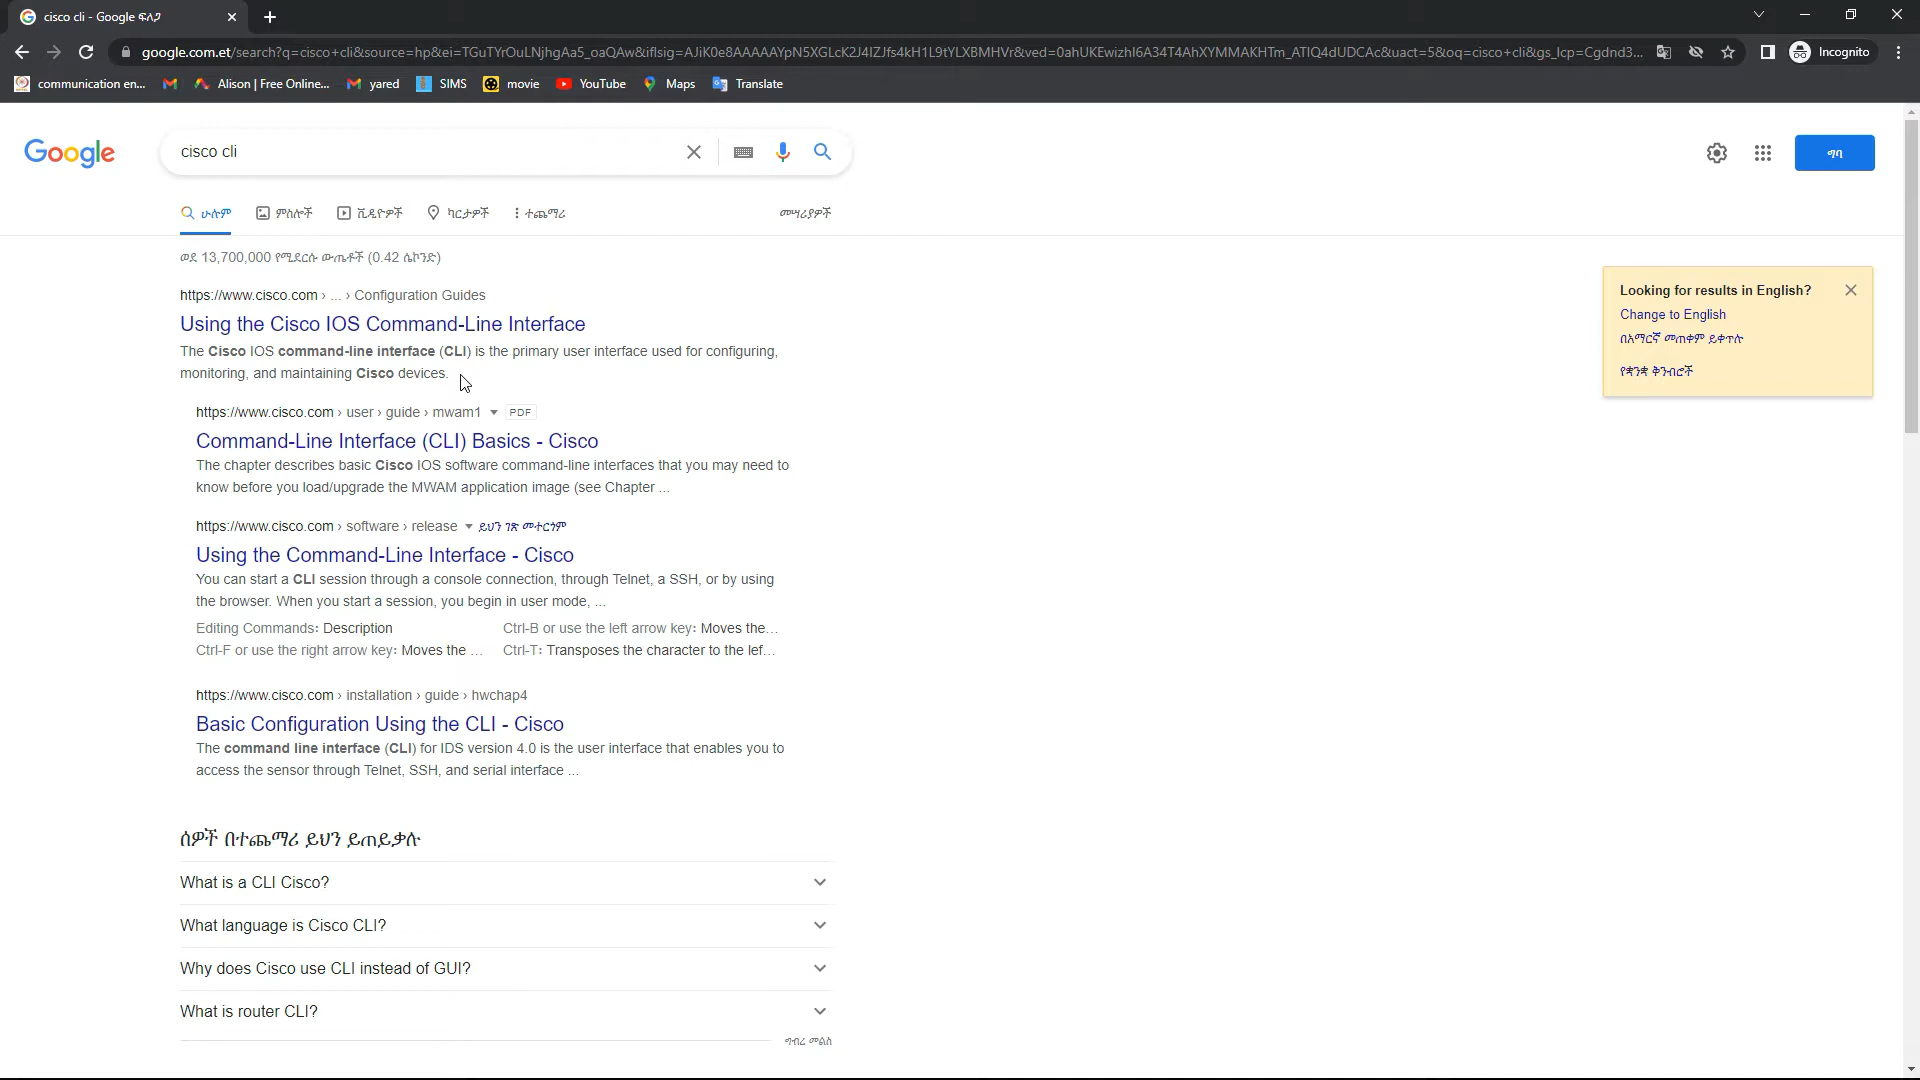 cisco cli - Google ፍለጋ
google.com.et/search?q=cisco+cli&source=hp&ei=TGuTYrOuLNjhgAa5_oaQAw&iflsig=AJiK0e8AAAAAYpN5XGLcK2J4IZJfs4kH1L9tYLXBMHVr&ved=0ahUKEwizhI6A34T4AhXYMMAKHTm_ATIQ4dUDCAc&uact=5&oq=cisco+cli&gs_lcp=Cgdnd3...
Incognito
communication en...
Alison | Free Online...
yared
SIMS
movie
YouTube
Maps
Translate
Google
cisco cli
ግባ
ሁሉም
ምስሎች
ቪዲዮዎች
ካርታዎች
ተጨማሪ
መሣሪያዎች
ወደ 13,700,000 የሚደርሱ ውጤቶች (0.42 ሴኮንድ)
https://www.cisco.com › ... › Configuration Guides
Using the Cisco IOS Command-Line Interface
The Cisco IOS command-line interface (CLI) is the primary user interface used for configuring,
monitoring, and maintaining Cisco devices.
https://www.cisco.com › user › guide › mwam1 PDF
Command-Line Interface (CLI) Basics - Cisco
The chapter describes basic Cisco IOS software command-line interfaces that you may need to
know before you load/upgrade the MWAM application image (see Chapter ...
https://www.cisco.com › software › release ይህን ገጽ መተርጎም
Using the Command-Line Interface - Cisco
You can start a CLI session through a console connection, through Telnet, a SSH, or by using
the browser. When you start a session, you begin in user mode, ...
Editing Commands: Description
Ctrl-B or use the left arrow key: Moves the...
Ctrl-F or use the right arrow key: Moves the ...
Ctrl-T: Transposes the character to the lef...
https://www.cisco.com › installation › guide › hwchap4
Basic Configuration Using the CLI - Cisco
The command line interface (CLI) for IDS version 4.0 is the user interface that enables you to
access the sensor through Telnet, SSH, and serial interface ...
ሰዎች በተጨማሪ ይህን ይጠይቃሉ
What is a CLI Cisco?
What language is Cisco CLI?
Why does Cisco use CLI instead of GUI?
What is router CLI?
ግብረ መልስ
Looking for results in English?
Change to English
በአማርኛ መጠቀም ይቀጥሉ
የቋንቋ ቅንብሮች